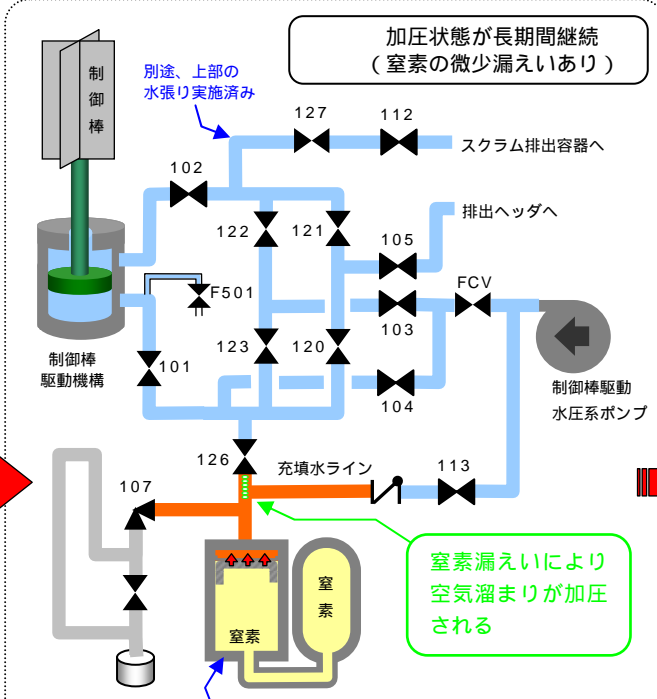 加圧状態が長期間継続
(窒素の微少漏えいあり)
制御棒
別途、上部の
水張り実施済み
127
112
スクラム排出容器へ
102
排出ヘッダへ
122
121
105
F501
FCV
103
123
120
101
104
制御棒
駆動機構
制御棒駆動
水圧系ポンプ
126
充填水ライン
113
107
窒素漏えいにより
空気溜まりが加圧
される
窒素
窒素